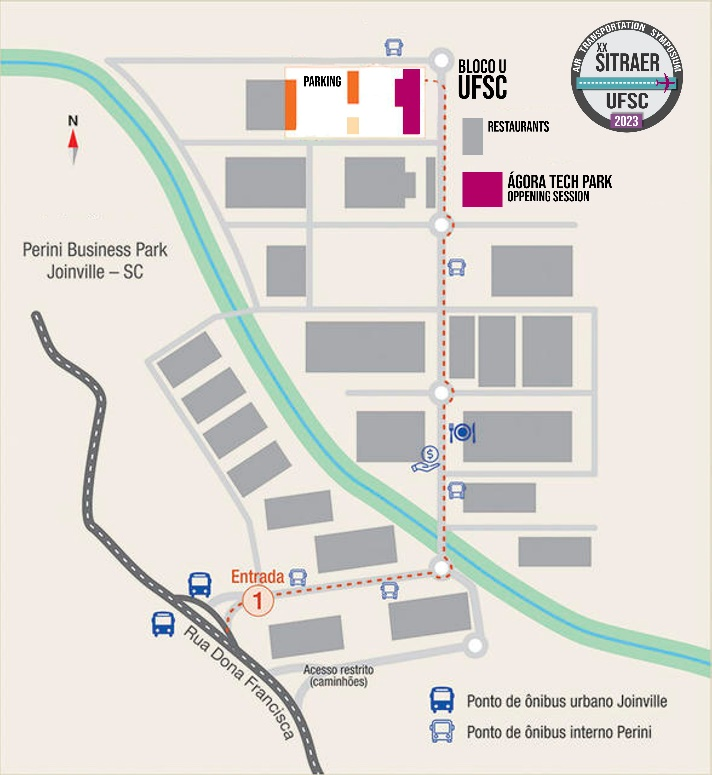 BLOCO U
UFSC
PARKING
AIR TRANSPORTATION SYMPOSIUM
XX
SITRAER
UFSC
2023
RESTAURANTS
N
ÁGORA TECH PARK
OPPENING SESSION
Perini Business Park
Joinville – SC
$
Entrada
1
Rua Dona Francisca
Acesso restrito
(caminhões)
Ponto de ônibus urbano Joinville
Ponto de ônibus interno Perini